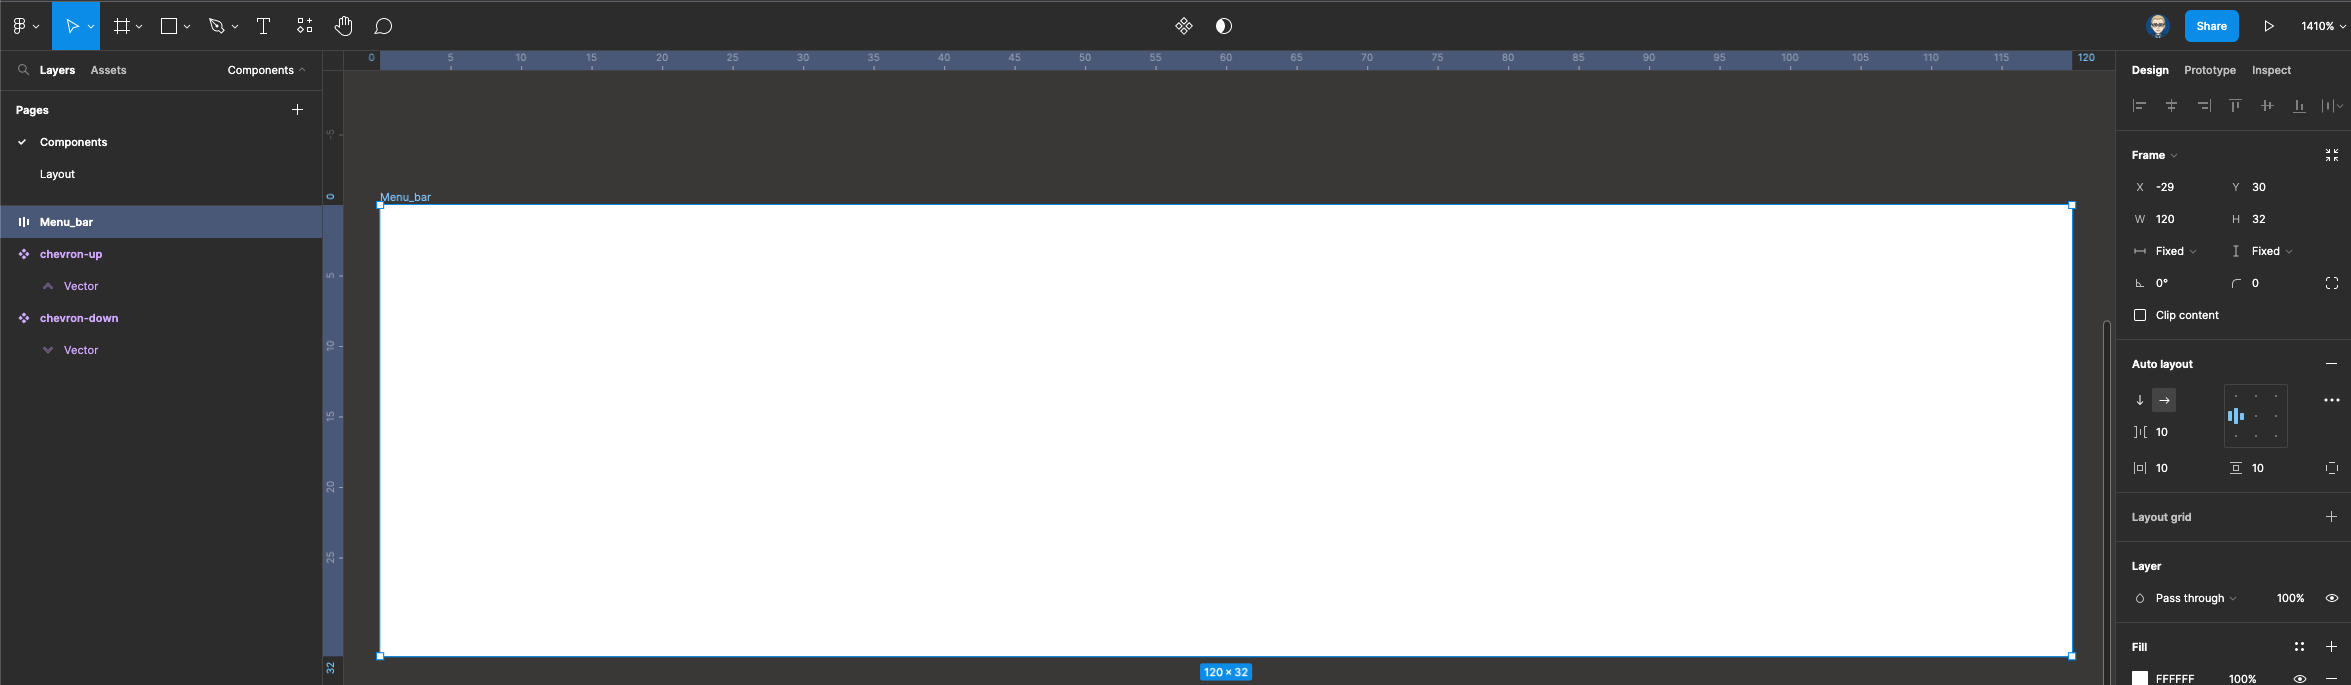 Share
1410%
Layers Assets Components
Pages
Components
Layout
Menu_bar
chevron-up
Vector
chevron-down
Vector
0 5 10 15 20 25 30 35 40 45 50 55 60 65 70 75 80 85 90 95 100 105 110 115 120
-5
0
5
10
15
20
25
32
Menu_bar
120 × 32
Design Prototype Inspect
Frame
X -29 Y 30
W 120 H 32
Fixed Fixed
0° 0
Clip content
Auto layout
10
10 10
Layout grid
Layer
Pass through 100%
Fill
FFFFFF 100%